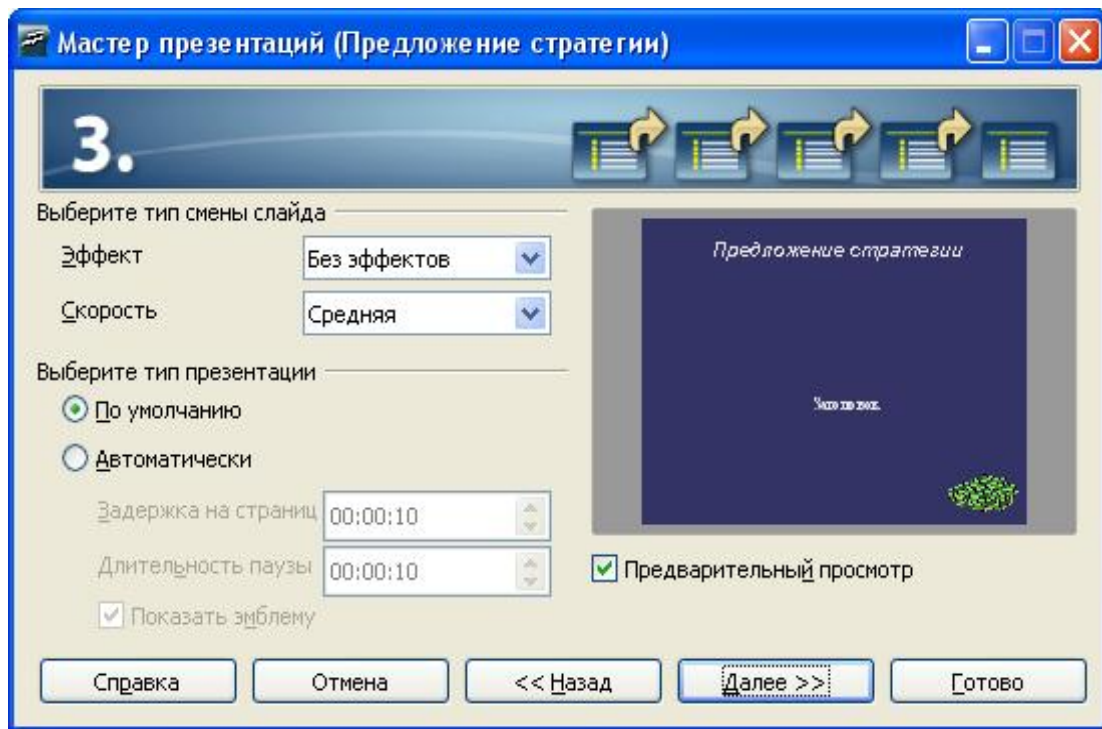 Мастер презентаций (Предложение стратегии)
3.
Выберите тип смены слайда
Эффект
Без эффектов
Скорость
Средняя
Выберите тип презентации
По умолчанию
Автоматически
Задержка на страниц
00:00:10
Длительность паузы
00:00:10
Показать эмблему
Предложение стратегии
Предварительный просмотр
Справка
Отмена
<< Назад
Далее >>
Готово